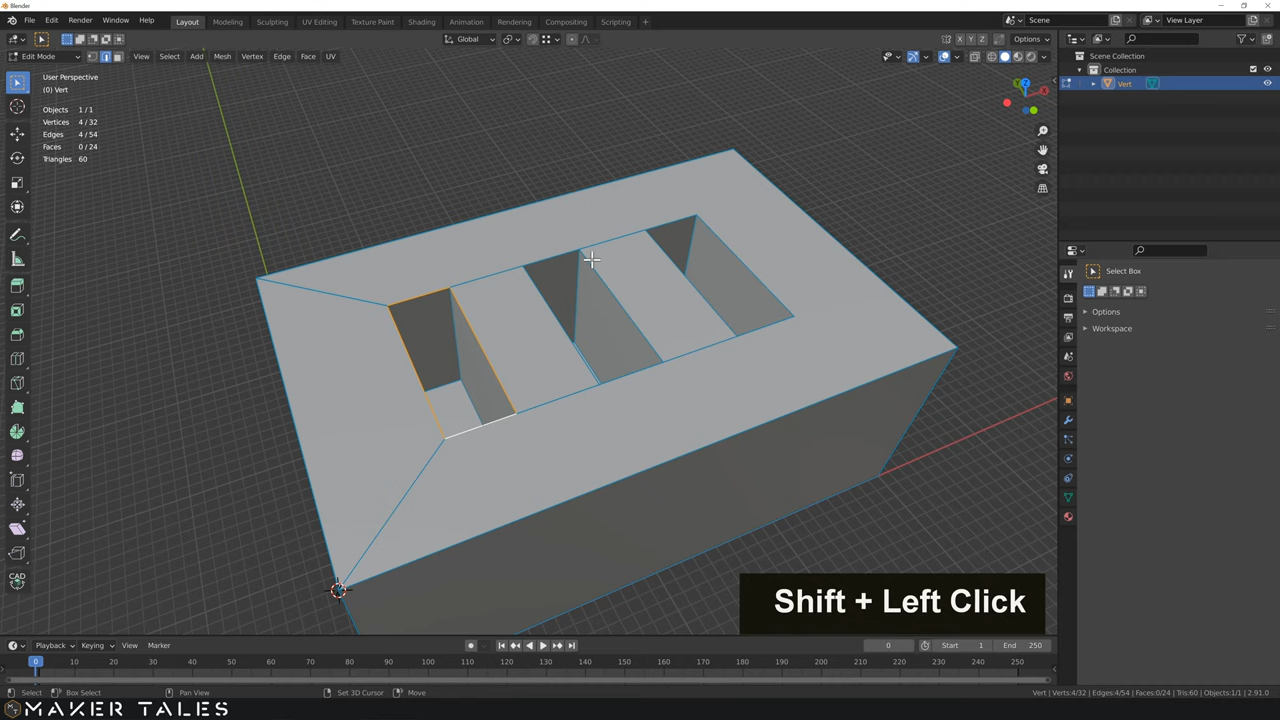 Blender
File Edit Render Window Help Layout Modeling Sculpting UV Editing Texture Paint Shading Animation Rendering Compositing Scripting + Scene View Layer
Global Options
Edit Mode View Select Add Mesh Vertex Edge Face UV
X Y Z
User Perspective
(0) Vert
Objects 1 / 1
Vertices 4 / 32
Edges 4 / 54
Faces 0 / 24
Triangles 60
Scene Collection
Collection
Vert
Select Box
Options
Workspace
CAD
Shift + Left Click
Playback Keying View Marker 0 Start 1 End 250
0 10 20 30 40 50 60 70 80 90 100 110 120 130 140 150 160 170 180 190 200 210 220 230 240 250
Select Box Select Pan View Set 3D Cursor Move Vert | Verts:4/32 | Edges:4/54 | Faces:0/24 | Tris:60 | Objects:1/1 | 2.91.0
MAKER TALES